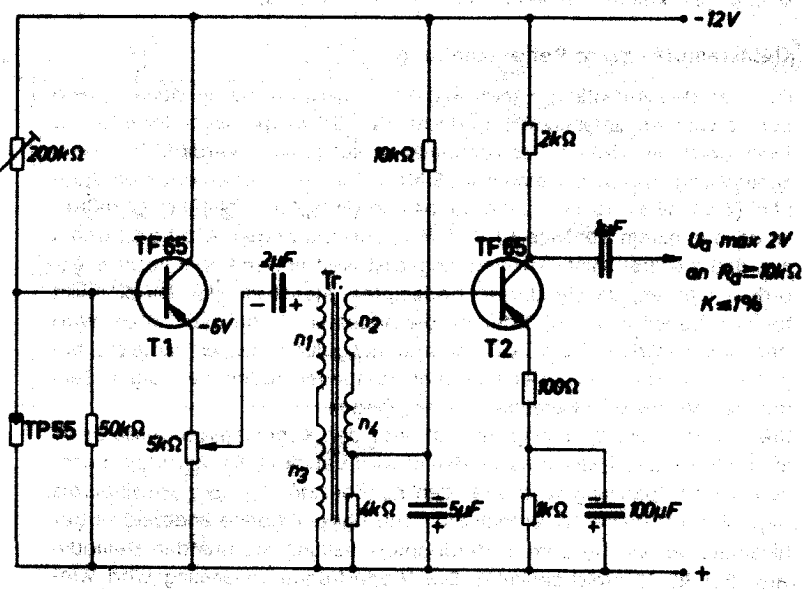 -12V
200kΩ
10kΩ
2kΩ
TF65
2μF
Tr.
TF65
1μF
Ua max 2V
an Ra≥10kΩ
K≤1%
-6V
T1
n1
n2
T2
TP55
50kΩ
5kΩ
n3
n4
100Ω
4kΩ
5μF
1kΩ
100μF
-
+
-
+
-
+
+